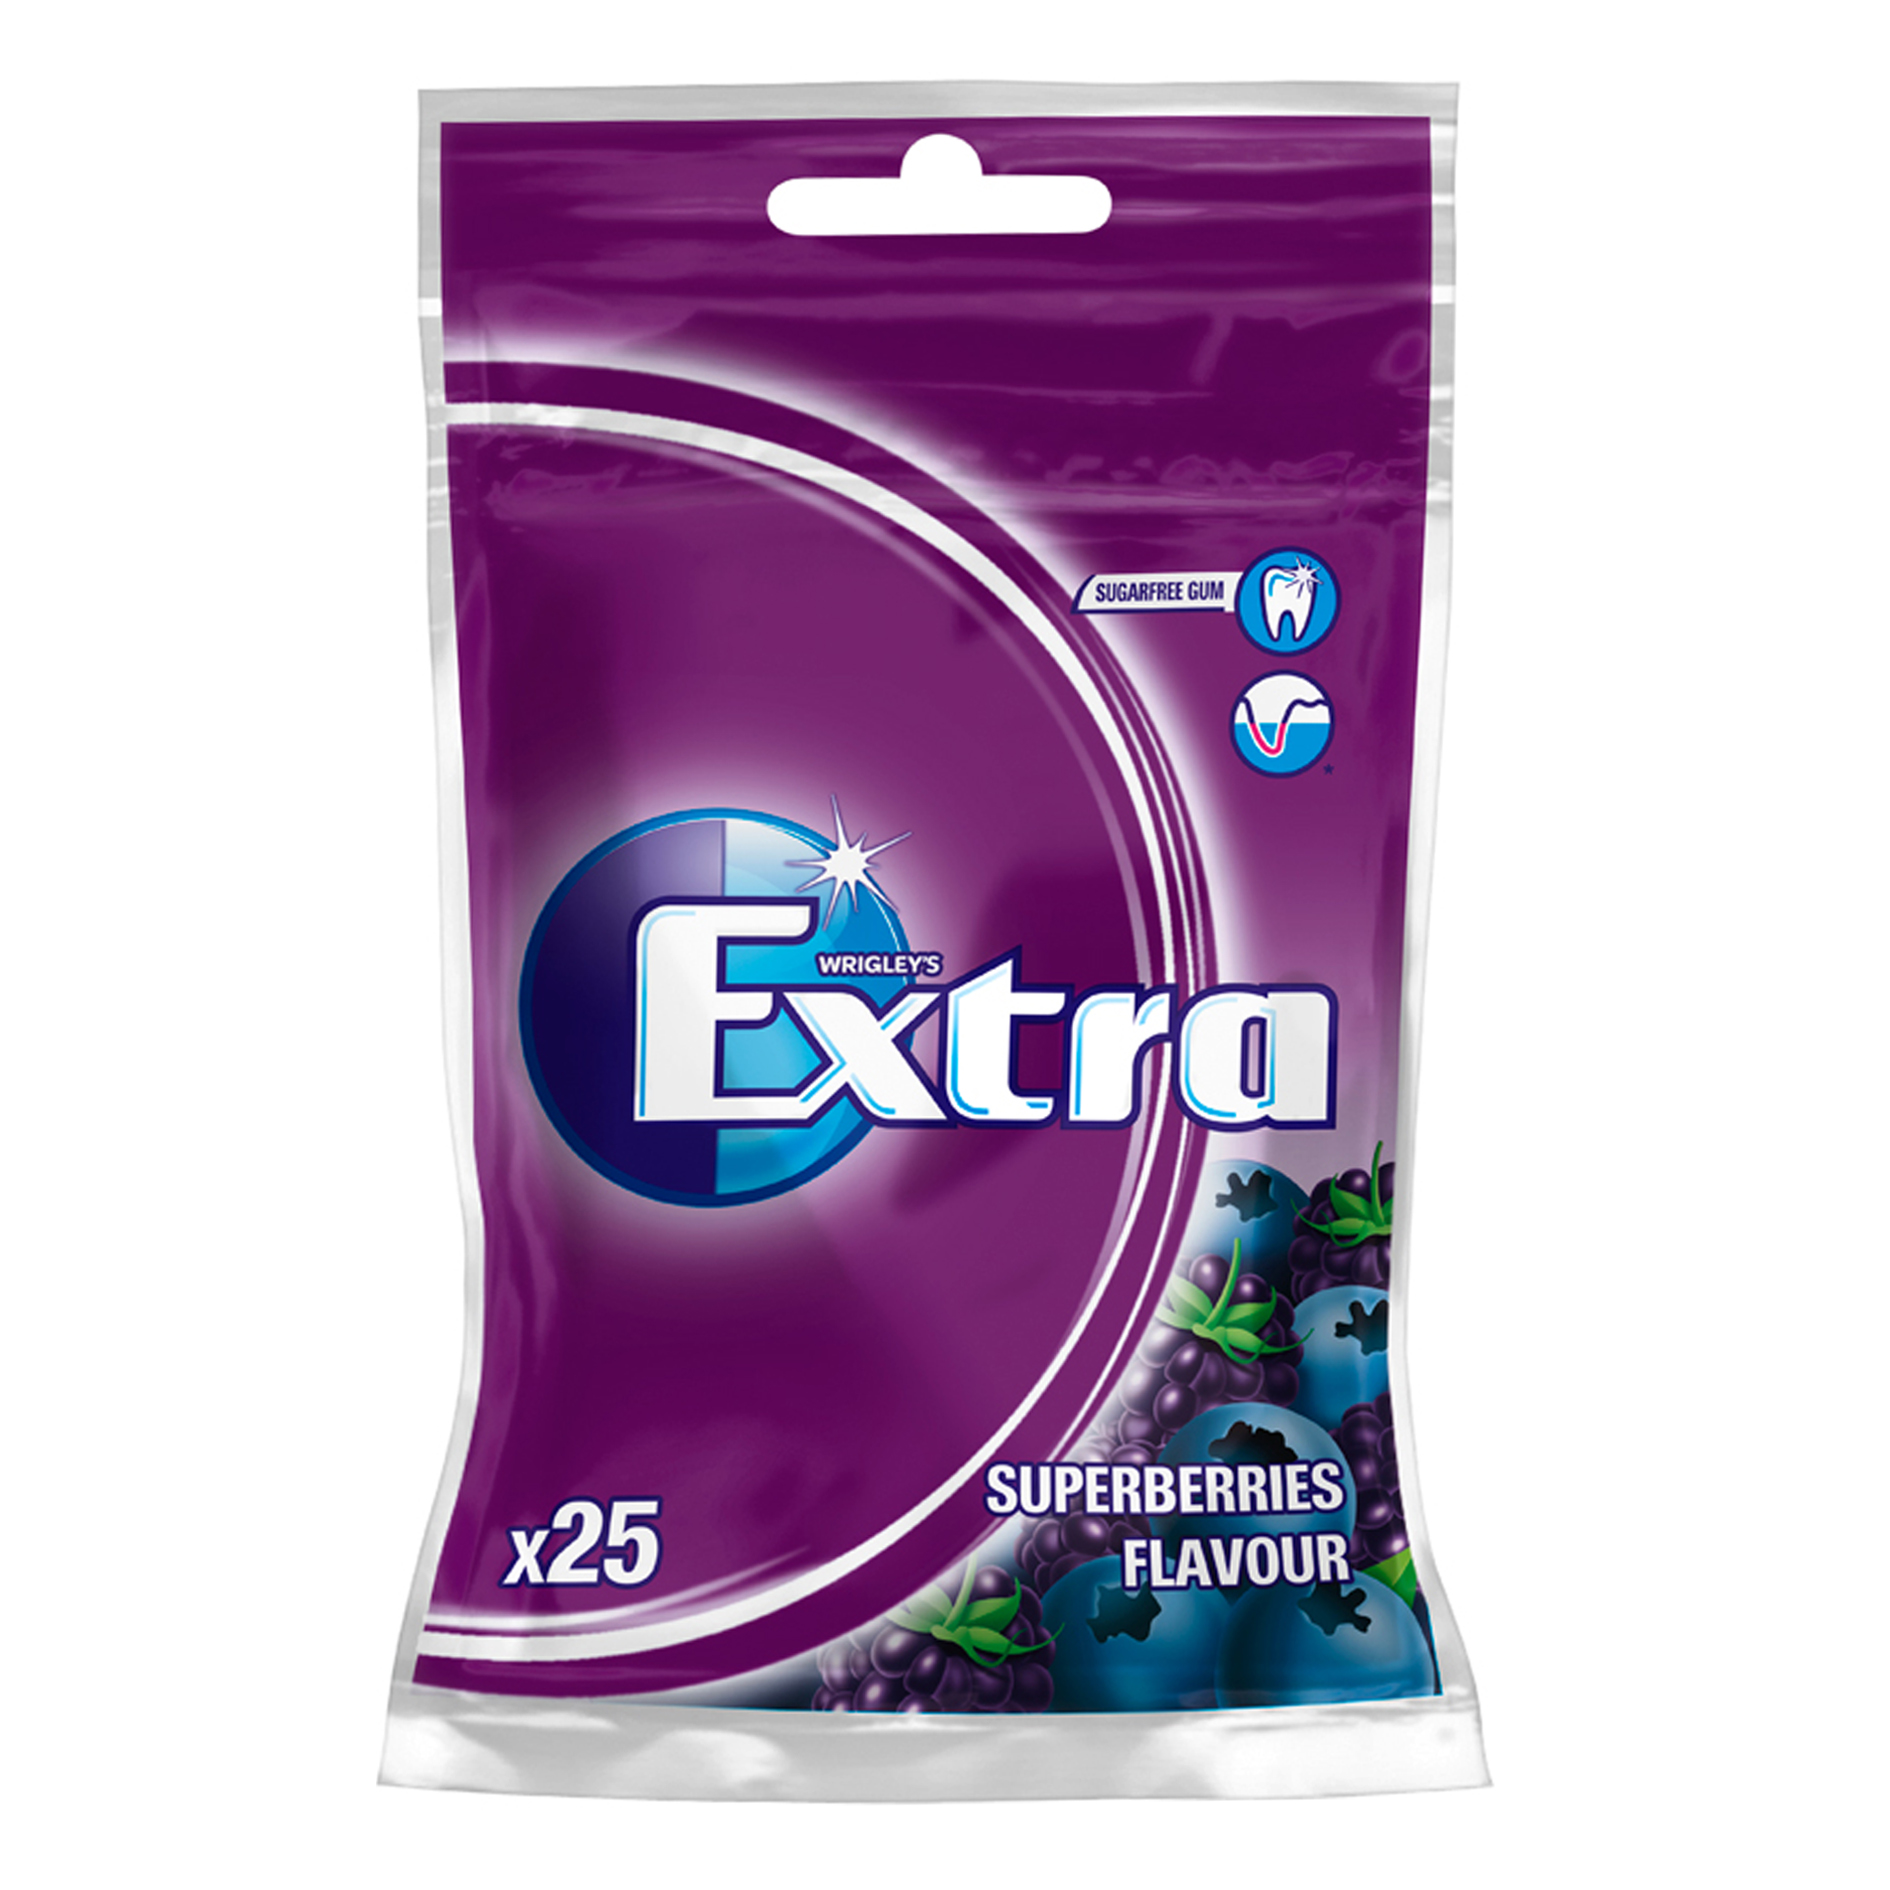 SUGARFREE GUM
WRIGLEY'S
Extra
x25
SUPERBERRIES
FLAVOUR